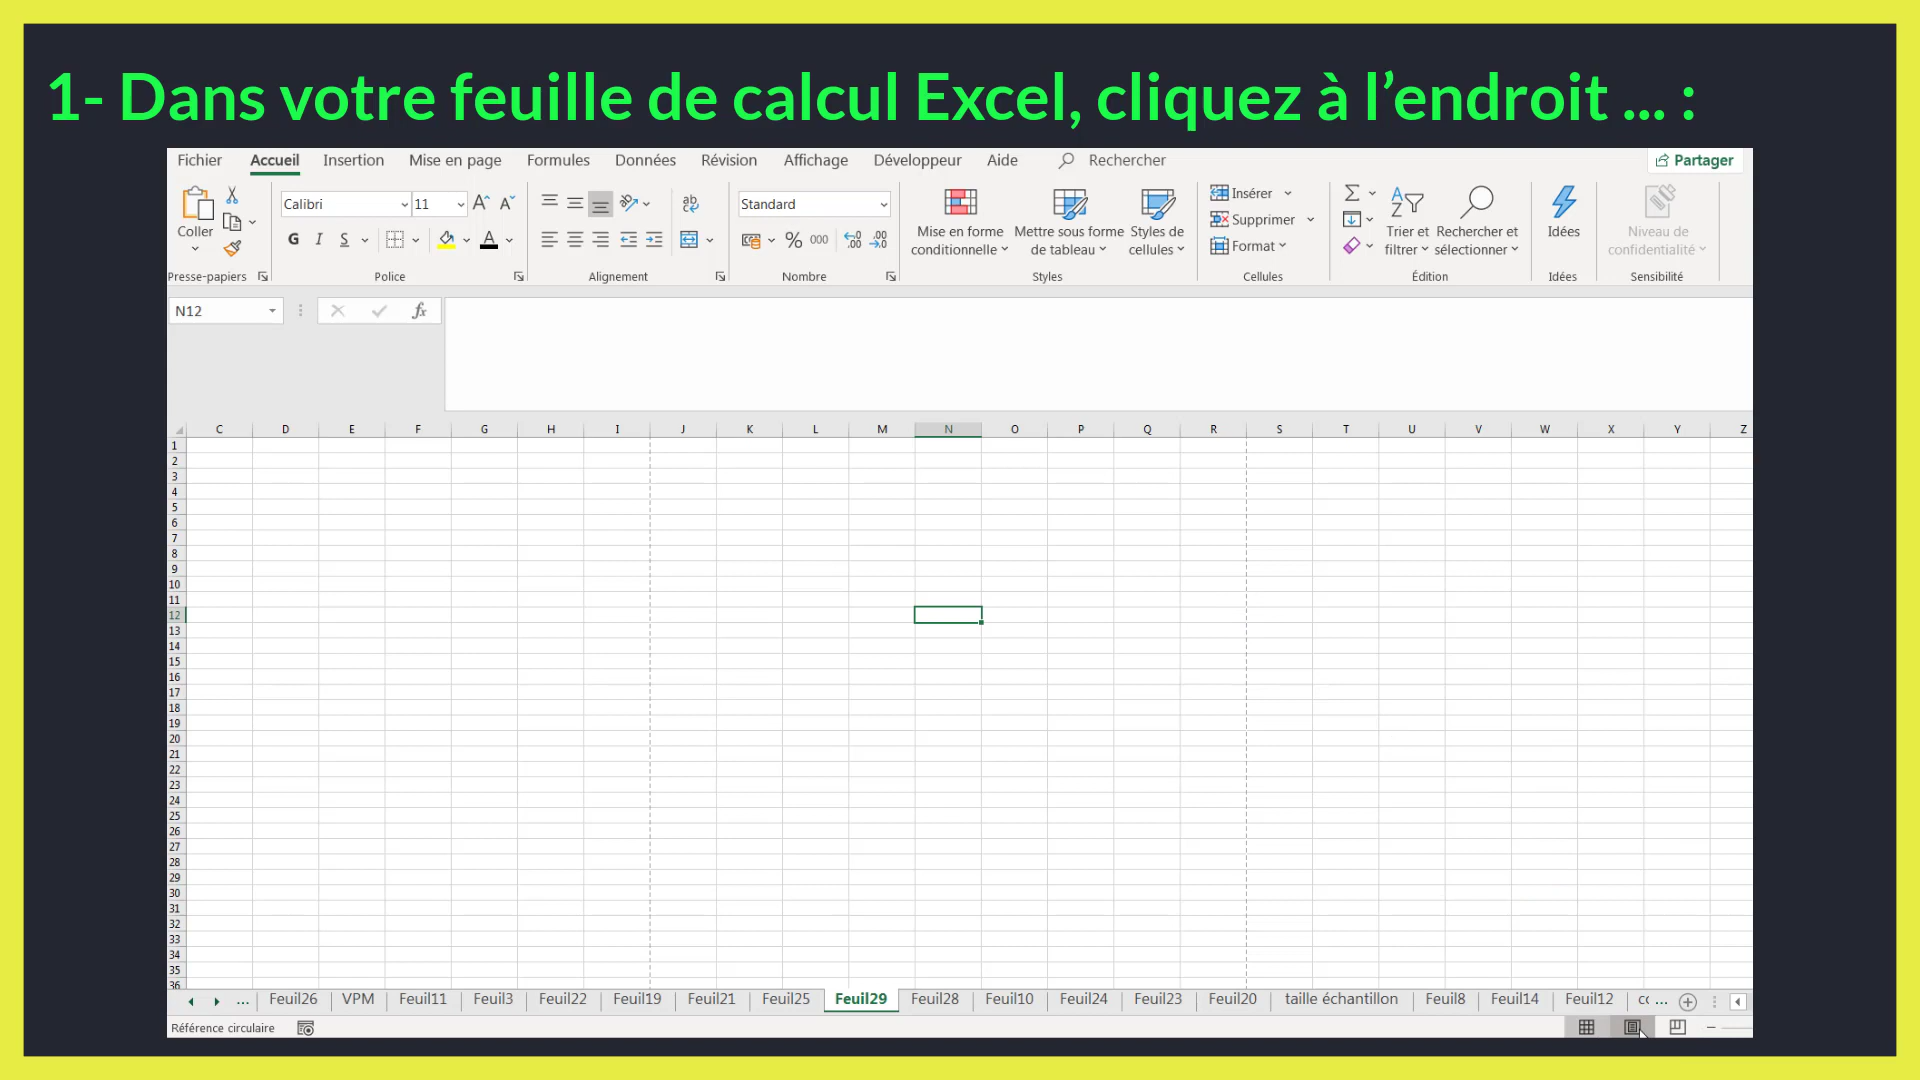 1- Dans votre feuille de calcul Excel, cliquez à l’endroit ... :
Fichier Accueil Insertion Mise en page Formules Données Révision Affichage Développeur Aide Rechercher Partager
Coller
Calibri 11
G I S A
ab
Standard
% 000
Mise en forme conditionnelle
Mettre sous forme de tableau
Styles de cellules
Insérer
Supprimer
Format
Trier et filtrer
Rechercher et sélectionner
Idées
Niveau de confidentialité
Presse-papiers Police Alignement Nombre Styles Cellules Édition Idées Sensibilité
N12 fx
C D E F G H I J K L M N O P Q R S T U V W X Y Z
1
2
3
4
5
6
7
8
9
10
11
12
13
14
15
16
17
18
19
20
21
22
23
24
25
26
27
28
29
30
31
32
33
34
35
36
... Feuil26 VPM Feuil11 Feuil3 Feuil22 Feuil19 Feuil21 Feuil25 Feuil29 Feuil28 Feuil10 Feuil24 Feuil23 Feuil20 taille échantillon Feuil8 Feuil14 Feuil12 ...
Référence circulaire